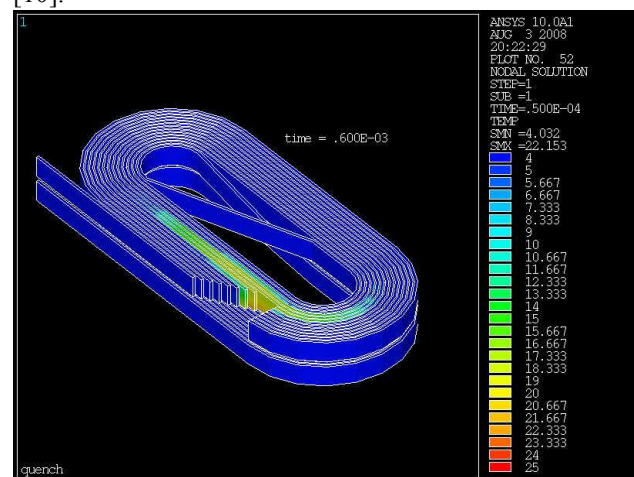 [10].
1
ANSYS 10.0A1
AUG 3 2008
20:22:29
PLOT NO. 52
NODAL SOLUTION
STEP=1
SUB =1
TIME=.500E-04
TEMP
SMN =4.032
SMX =22.153
4
5
5.667
6.667
7.333
8.333
9
10
10.667
11.667
12.333
13.333
14
15
15.667
16.667
17.333
18.333
19
20
20.667
21.667
22.333
23.333
24
25
time = .600E-03
quench